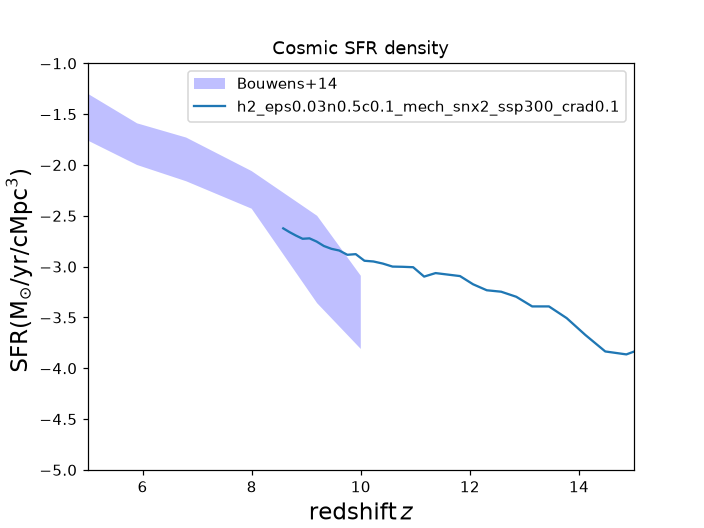 Cosmic SFR density
Bouwens+14
h2_eps0.03n0.5c0.1_mech_snx2_ssp300_crad0.1
SFR(M⊙/yr/cMpc³)
−1.0
−1.5
−2.0
−2.5
−3.0
−3.5
−4.0
−4.5
−5.0
6 8 10 12 14
redshift z